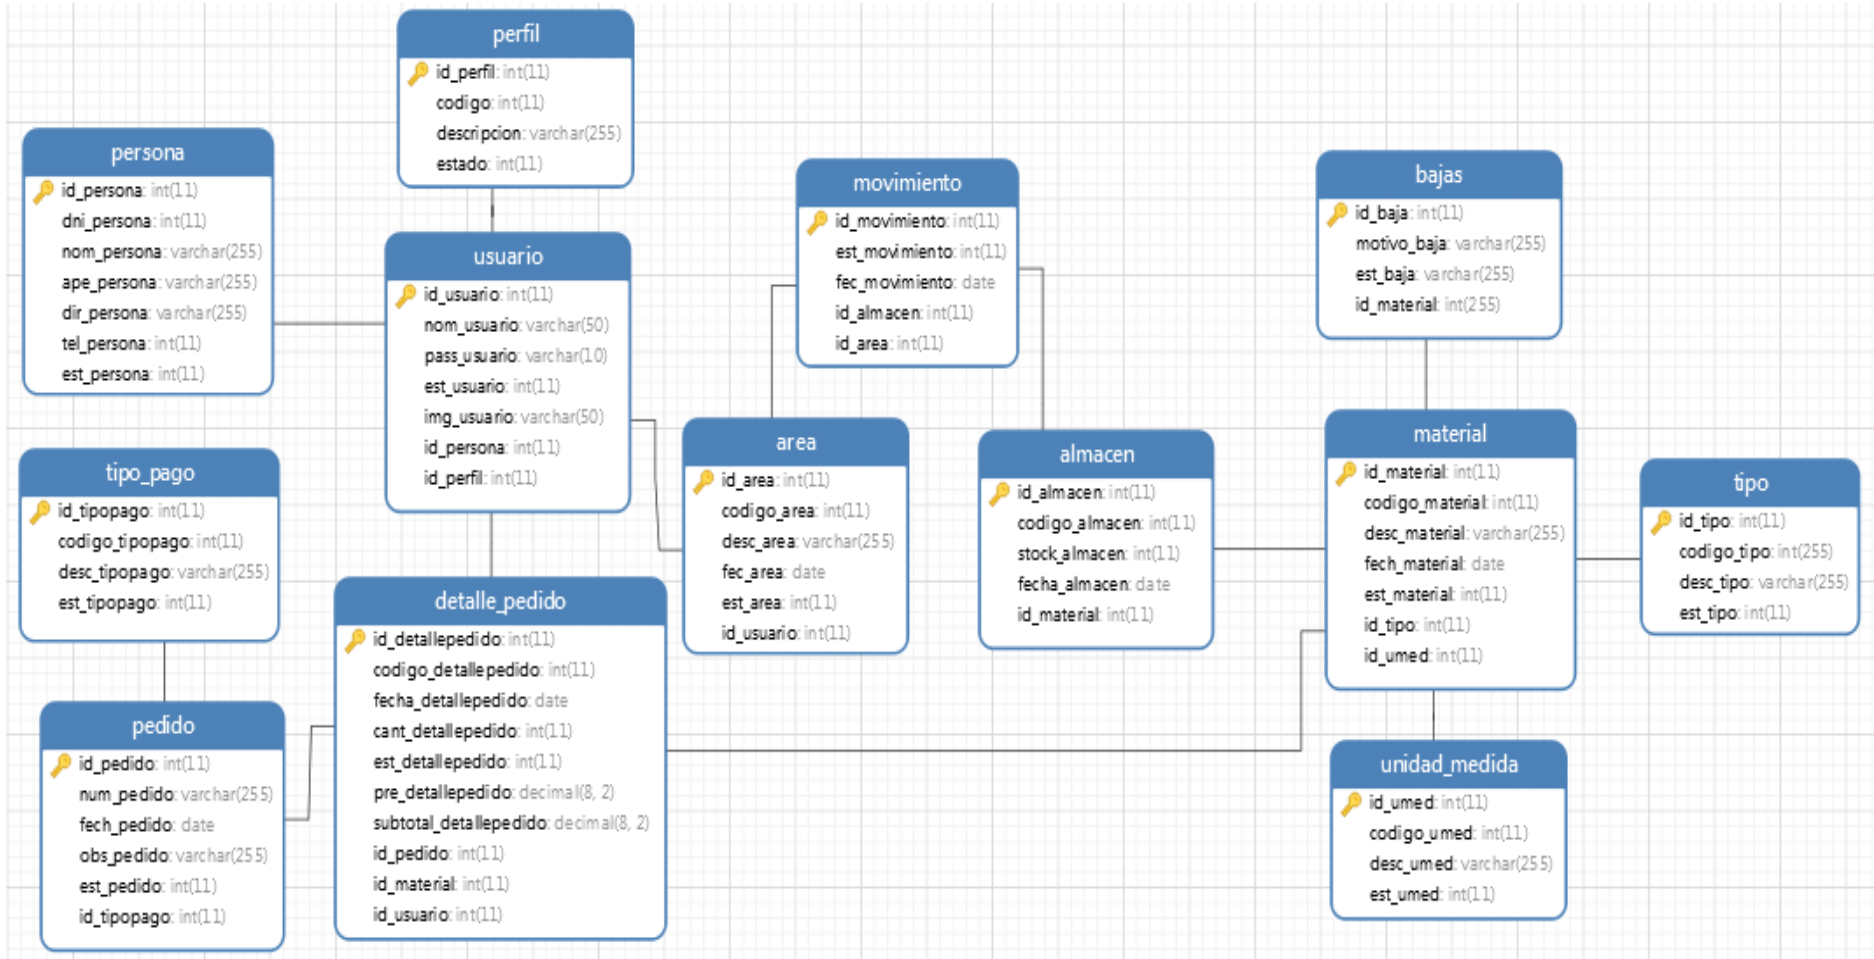 perfil
id_perfil: int(11)
codigo: int(11)
descripcion: varchar(255)
estado: int(11)
persona
id_persona: int(11)
dni_persona: int(11)
nom_persona: varchar(255)
ape_persona: varchar(255)
dir_persona: varchar(255)
tel_persona: int(11)
est_persona: int(11)
usuario
id_usuario: int(11)
nom_usuario: varchar(50)
pass_usuario: varchar(10)
est_usuario: int(11)
img_usuario: varchar(50)
id_persona: int(11)
id_perfil: int(11)
movimiento
id_movimiento: int(11)
est_movimiento: int(11)
fec_movimiento: date
id_almacen: int(11)
id_area: int(11)
bajas
id_baja: int(11)
motivo_baja: varchar(255)
est_baja: varchar(255)
id_material: int(255)
tipo_pago
id_tipopago: int(11)
codigo_tipopago: int(11)
desc_tipopago: varchar(255)
est_tipopago: int(11)
area
id_area: int(11)
codigo_area: int(11)
desc_area: varchar(255)
fec_area: date
est_area: int(11)
id_usuario: int(11)
almacen
id_almacen: int(11)
codigo_almacen: int(11)
stock_almacen: int(11)
fecha_almacen: date
id_material: int(11)
material
id_material: int(11)
codigo_material: int(11)
desc_material: varchar(255)
fech_material: date
est_material: int(11)
id_tipo: int(11)
id_umed: int(11)
tipo
id_tipo: int(11)
codigo_tipo: int(255)
desc_tipo: varchar(255)
est_tipo: int(11)
pedido
id_pedido: int(11)
num_pedido: varchar(255)
fech_pedido: date
obs_pedido: varchar(255)
est_pedido: int(11)
id_tipopago: int(11)
detalle_pedido
id_detallepedido: int(11)
codigo_detallepedido: int(11)
fecha_detallepedido: date
cant_detallepedido: int(11)
est_detallepedido: int(11)
pre_detallepedido: decimal(8, 2)
subtotal_detallepedido: decimal(8, 2)
id_pedido: int(11)
id_material: int(11)
id_usuario: int(11)
unidad_medida
id_umed: int(11)
codigo_umed: int(11)
desc_umed: varchar(255)
est_umed: int(11)